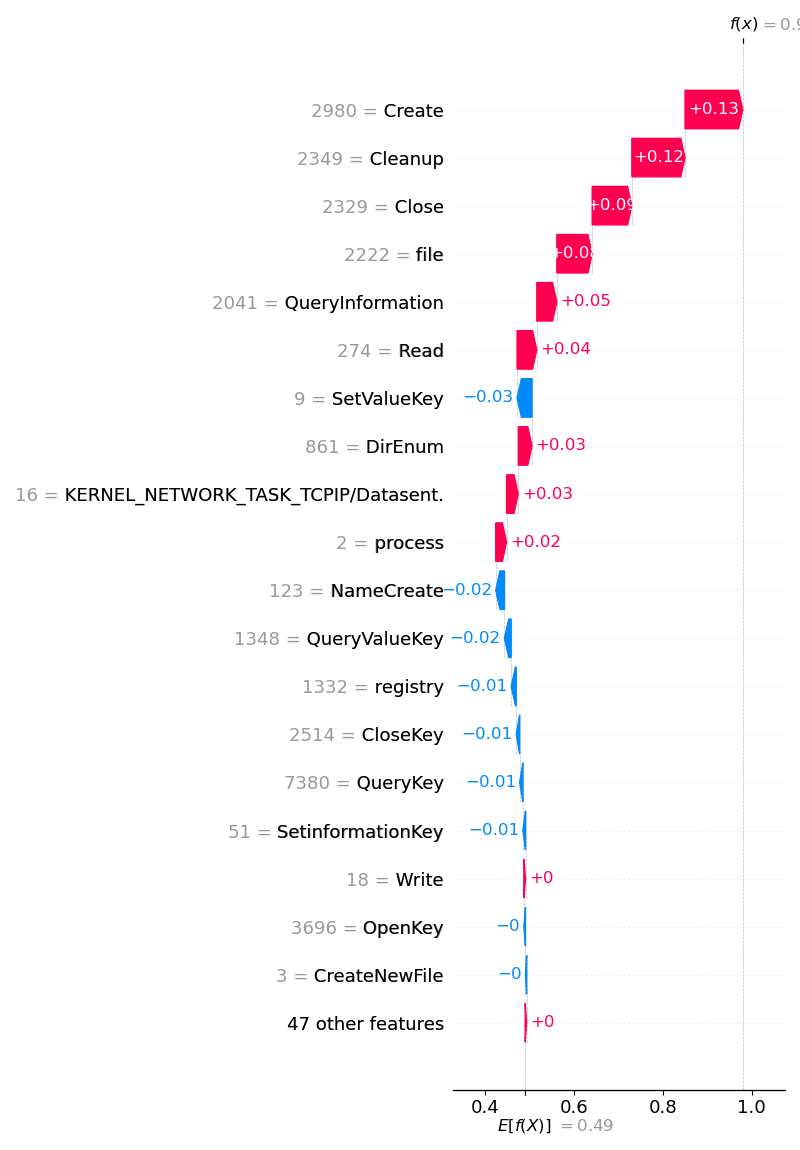 f(x) = 0.9
2980 = Create +0.13
2349 = Cleanup +0.12
2329 = Close +0.09
2222 = file
2041 = QueryInformation +0.05
274 = Read +0.04
9 = SetValueKey −0.03
861 = DirEnum +0.03
16 = KERNEL_NETWORK_TASK_TCPIP/Datasent. +0.03
2 = process +0.02
123 = NameCreate −0.02
1348 = QueryValueKey −0.02
1332 = registry −0.01
2514 = CloseKey −0.01
7380 = QueryKey −0.01
51 = SetinformationKey −0.01
18 = Write +0
3696 = OpenKey −0
3 = CreateNewFile −0
47 other features +0
0.4 0.6 0.8 1.0
E[f(X)] = 0.49